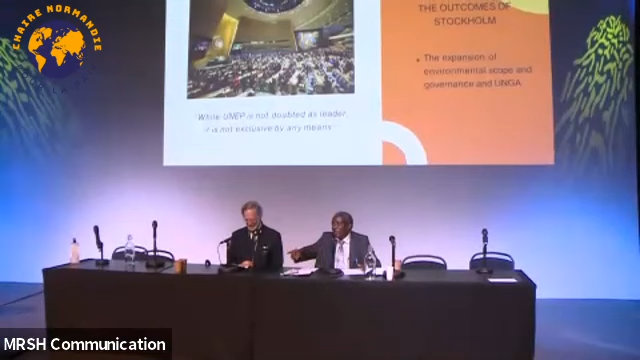 CHAIRE NORMANDIE
THE OUTCOMES OF
STOCKHOLM
• The expansion of
environmental scope and
governance and UNGA.
"While UNEP is not doubted as leader,
it is not exclusive by any means"
MRSH Communication